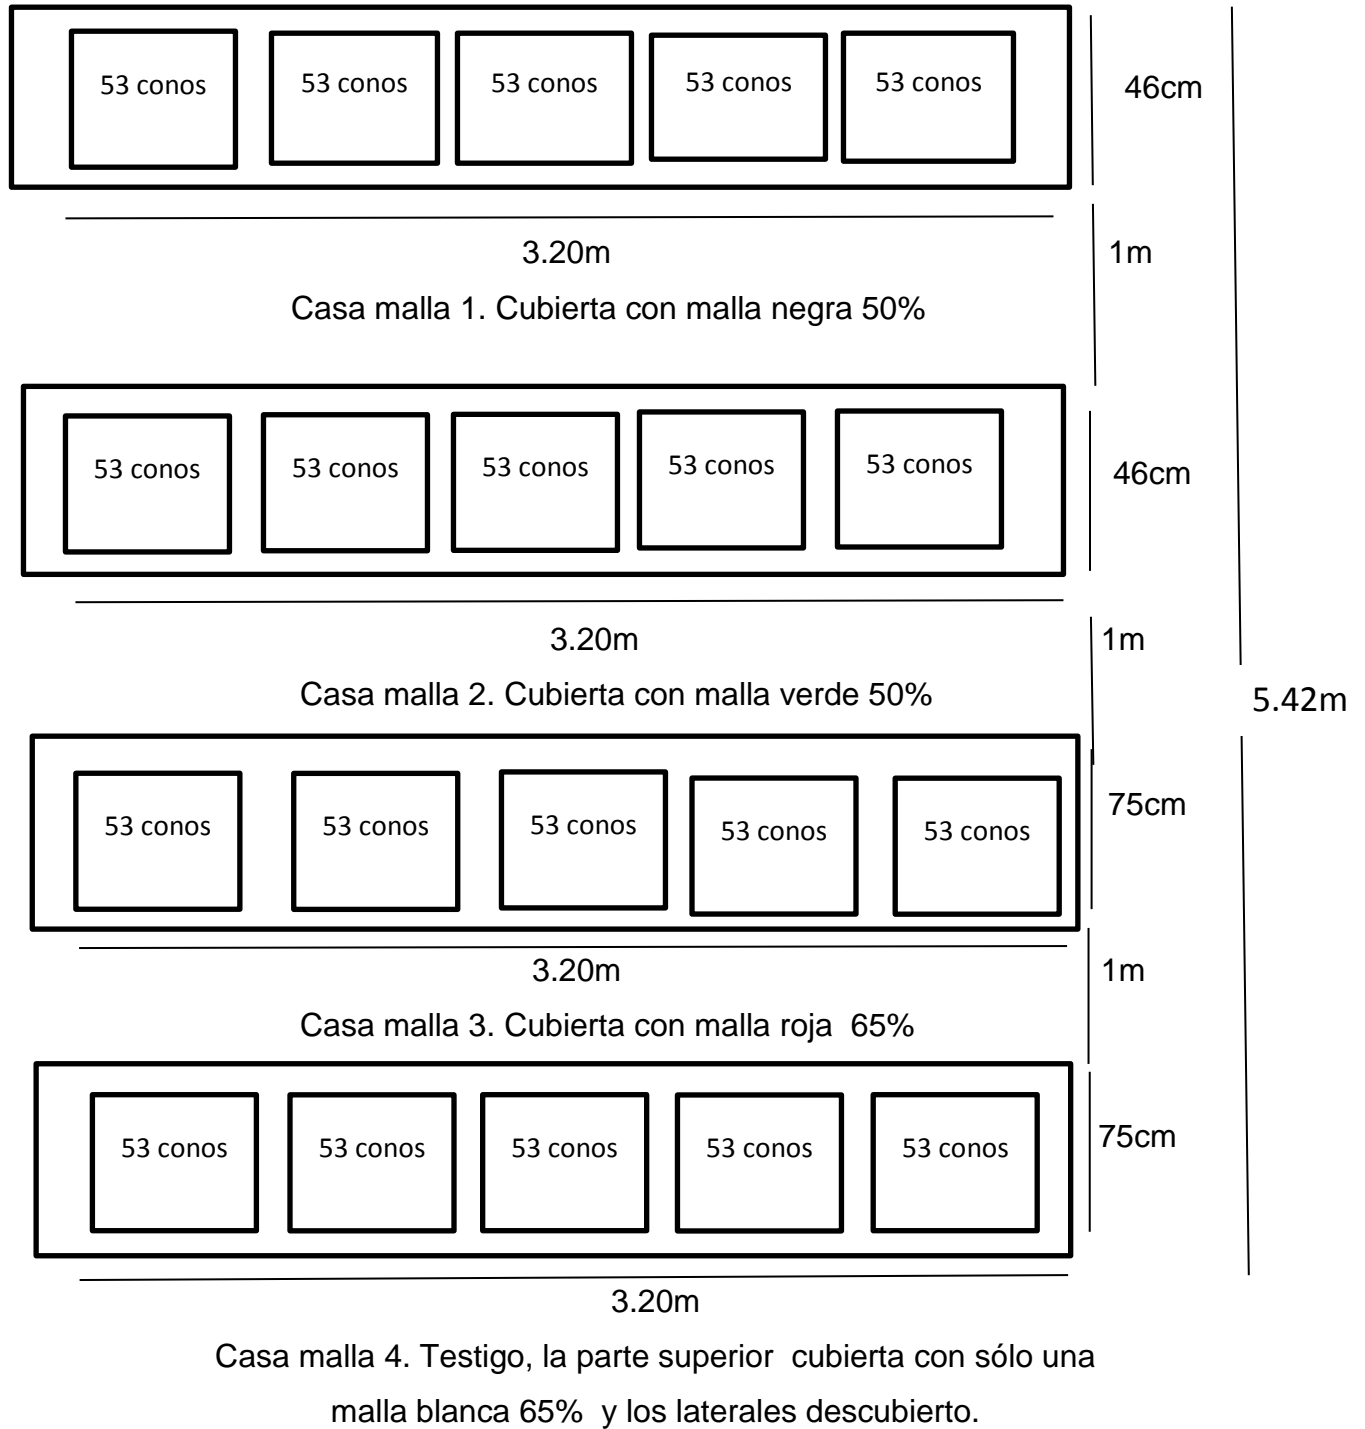 53 conos 53 conos 53 conos 53 conos 53 conos
46cm
3.20m
1m
Casa malla 1. Cubierta con malla negra 50%
53 conos 53 conos 53 conos 53 conos 53 conos
46cm
3.20m
1m
Casa malla 2. Cubierta con malla verde 50%
5.42m
53 conos 53 conos 53 conos 53 conos 53 conos
75cm
3.20m
1m
Casa malla 3. Cubierta con malla roja  65%
53 conos 53 conos 53 conos 53 conos 53 conos
75cm
3.20m
Casa malla 4. Testigo, la parte superior  cubierta con sólo una
malla blanca 65%  y los laterales descubierto.